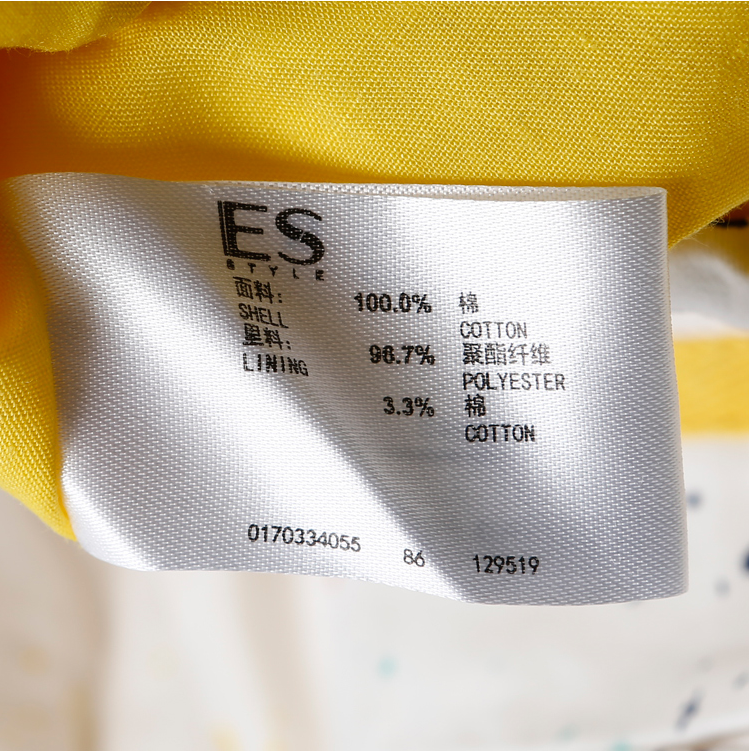 ES
STYLE
面料: 100.0% 棉
SHELL COTTON
里料: 96.7% 聚酯纤维
LINING POLYESTER
3.3% 棉
COTTON
0170334055 86 129519